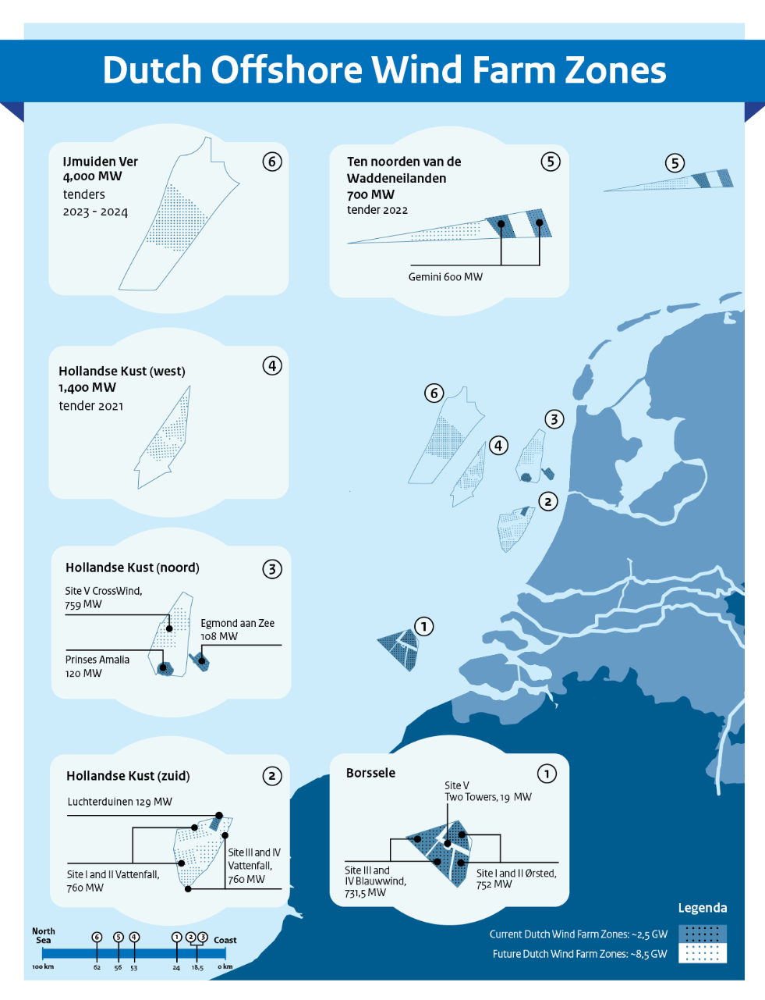 Dutch Offshore Wind Farm Zones
IJmuiden Ver
4,000 MW
tenders
2023 - 2024
6
Ten noorden van de
Waddeneilanden
700 MW
tender 2022
5
Gemini 600 MW
5
Hollandse Kust (west)
1,400 MW
tender 2021
4
6
3
4
2
1
Hollandse Kust (noord)
3
Site V CrossWind,
759 MW
Egmond aan Zee
108 MW
Prinses Amalia
120 MW
Hollandse Kust (zuid)
2
Luchterduinen 129 MW
Site III and IV
Vattenfall,
760 MW
Site I and II Vattenfall,
760 MW
Borssele
1
Site V
Two Towers, 19 MW
Site III and
IV Blauwwind,
731,5 MW
Site I and II Ørsted,
752 MW
Legenda
Current Dutch Wind Farm Zones: ~2,5 GW
Future Dutch Wind Farm Zones: ~8,5 GW
North
Sea
6 5 4 1 2 3
Coast
100 km 62 56 53 24 18,5 0 km